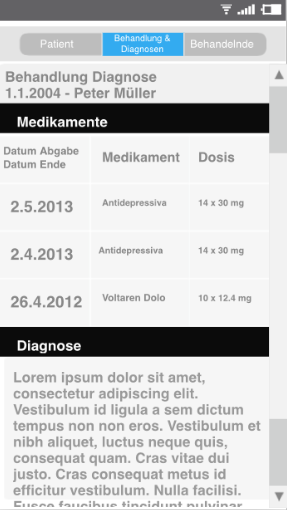 Patient
Behandlung &
Diagnosen
Behandelnde
Behandlung Diagnose
1.1.2004 - Peter Müller
Medikamente
Datum Abgabe
Datum Ende
Medikament
Dosis
2.5.2013
Antidepressiva
14 x 30 mg
2.4.2013
Antidepressiva
14 x 30 mg
26.4.2012
Voltaren Dolo
10 x 12.4 mg
Diagnose
Lorem ipsum dolor sit amet,
consectetur adipiscing elit.
Vestibulum id ligula a sem dictum
tempus non non eros. Vestibulum et
nibh aliquet, luctus neque quis,
consequat quam. Cras vitae dui
justo. Cras consequat metus id
efficitur vestibulum. Nulla facilisi.
Fusce faucibus tincidunt pulvinar